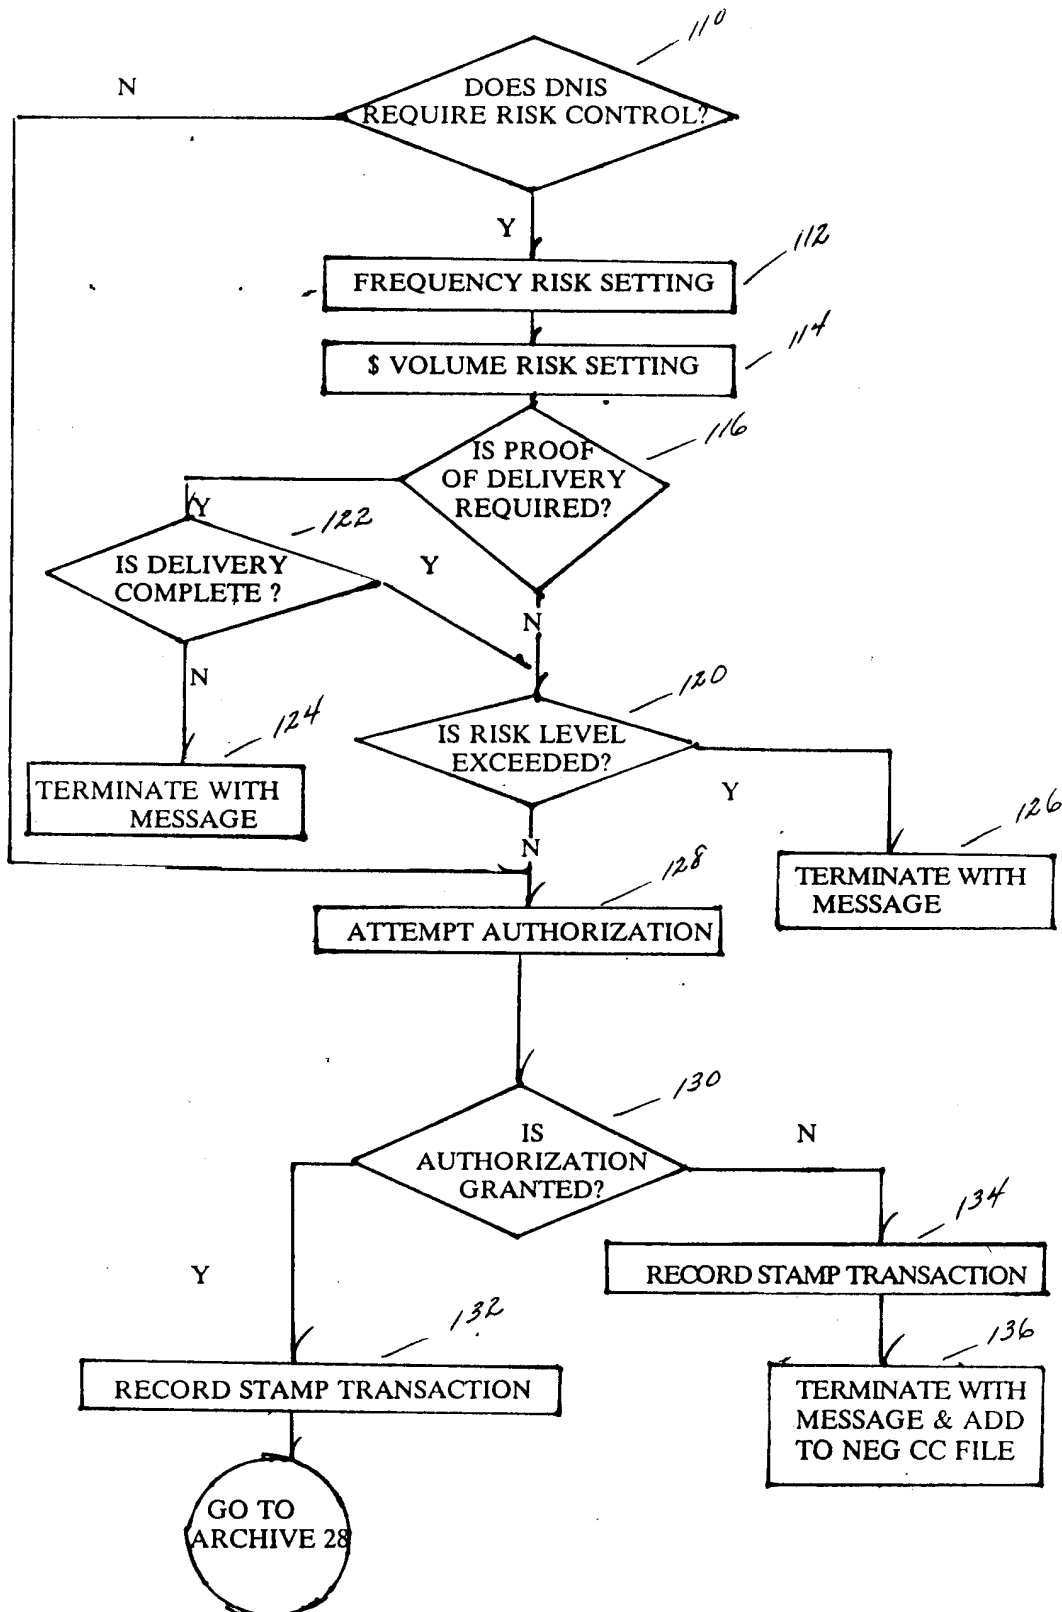 110
N
DOES DNIS
REQUIRE RISK CONTROL?
Y
112
FREQUENCY RISK SETTING
114
$ VOLUME RISK SETTING
116
IS PROOF
OF DELIVERY
REQUIRED?
Y
122
IS DELIVERY
COMPLETE ?
Y
N
N
120
IS RISK LEVEL
EXCEEDED?
124
TERMINATE WITH
MESSAGE
Y
126
N
128
TERMINATE WITH
MESSAGE
ATTEMPT AUTHORIZATION
130
IS
AUTHORIZATION
GRANTED?
N
134
RECORD STAMP TRANSACTION
Y
132
136
RECORD STAMP TRANSACTION
TERMINATE WITH
MESSAGE & ADD
TO NEG CC FILE
GO TO
ARCHIVE 28